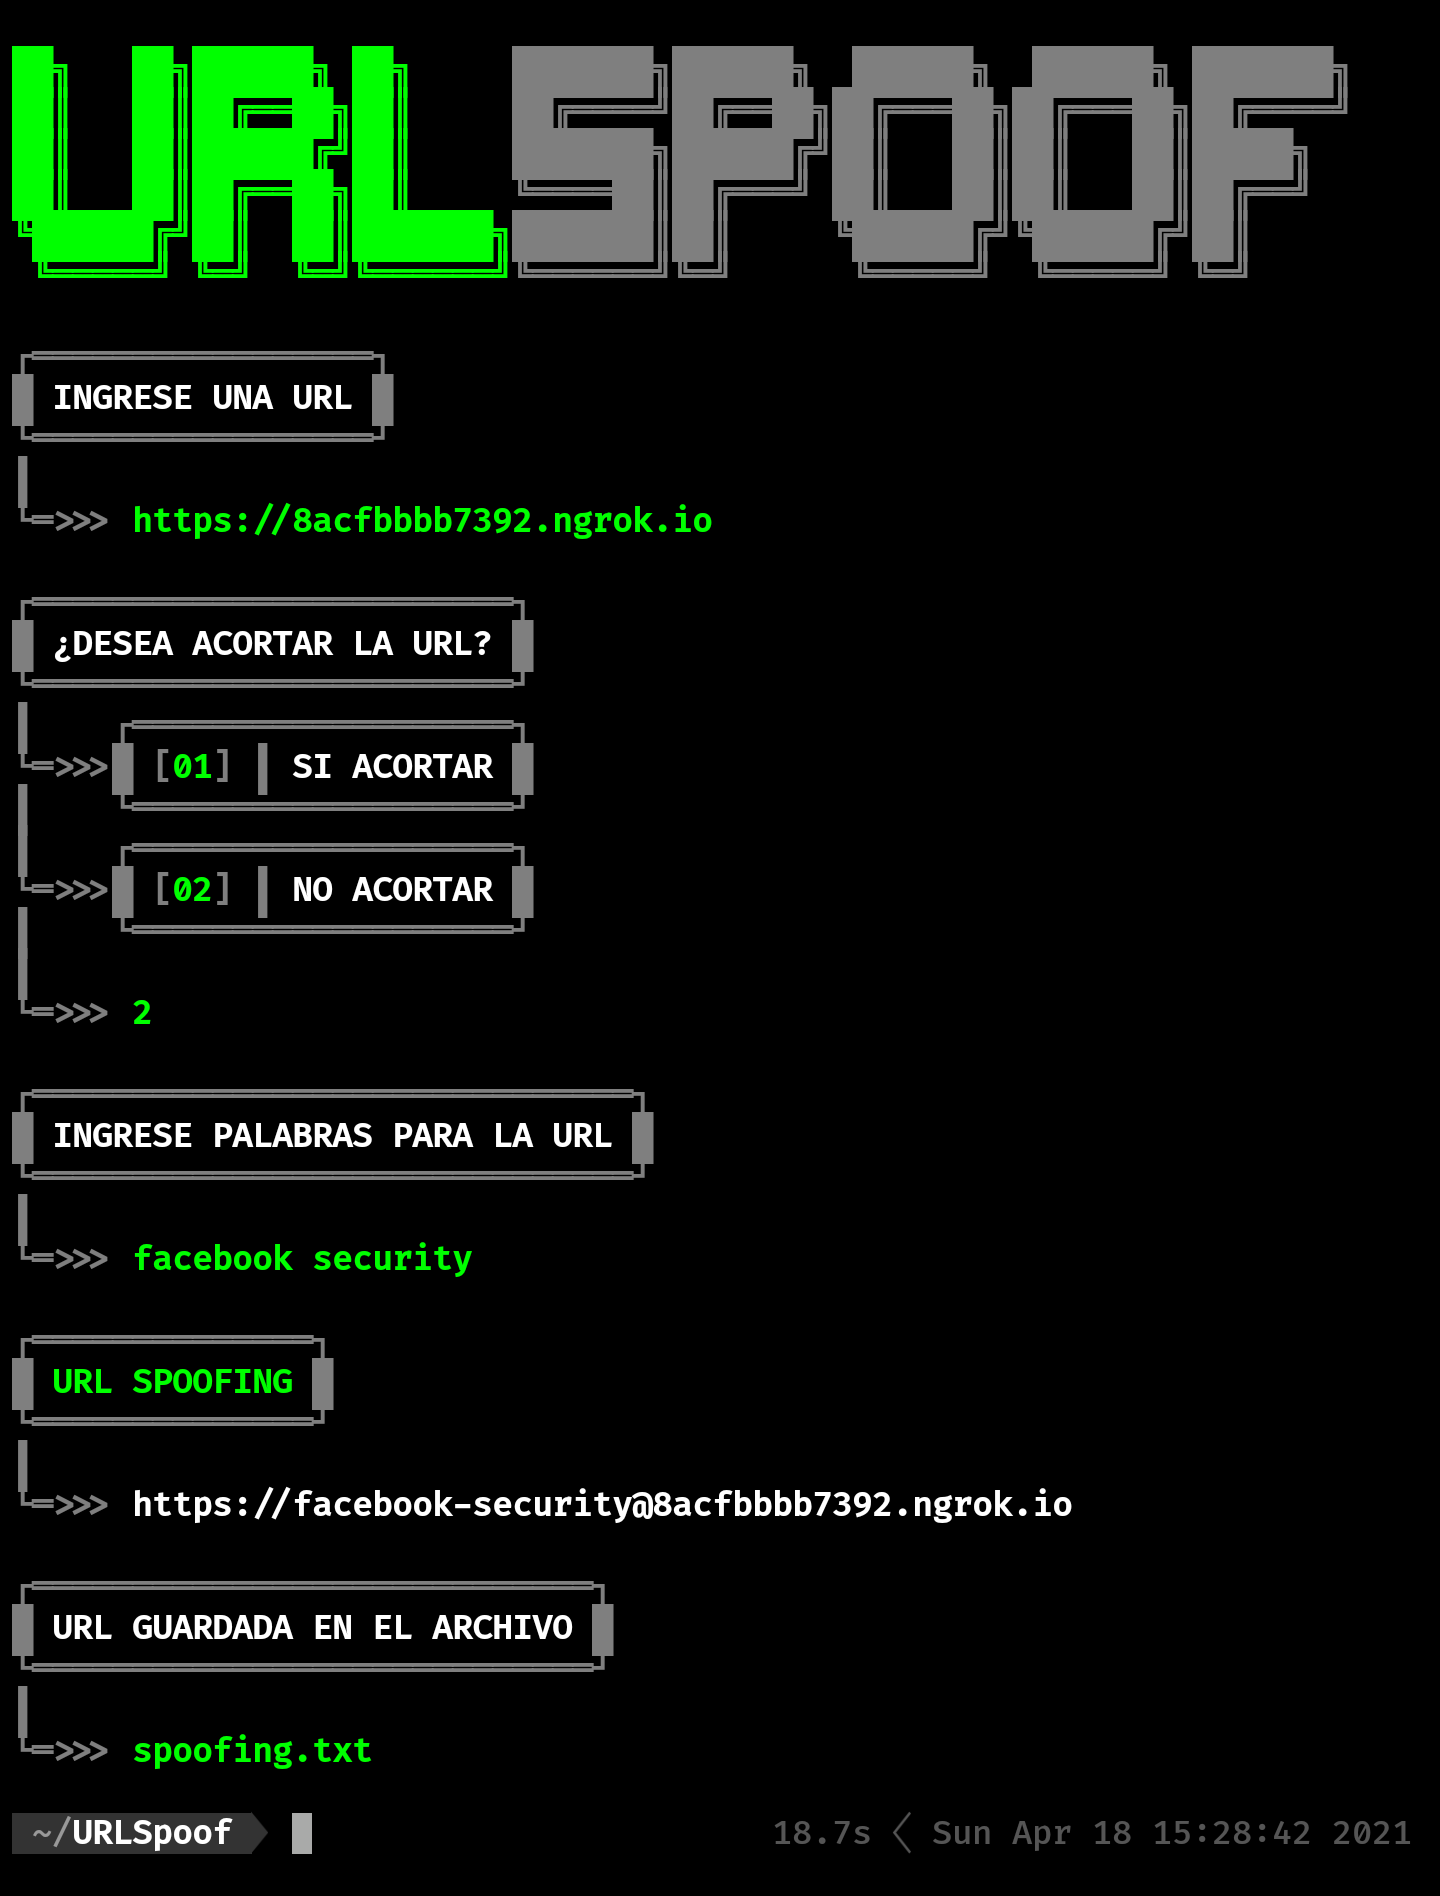 URL SPOOF
INGRESE UNA URL
└═>>> https://8acfbbbb7392.ngrok.io
¿DESEA ACORTAR LA URL?
└═>>> [01] | SI ACORTAR
└═>>> [02] | NO ACORTAR
└═>>> 2
INGRESE PALABRAS PARA LA URL
└═>>> facebook security
URL SPOOFING
└═>>> https://facebook-security@8acfbbbb7392.ngrok.io
URL GUARDADA EN EL ARCHIVO
└═>>> spoofing.txt
~/URLSpoof 18.7s < Sun Apr 18 15:28:42 2021